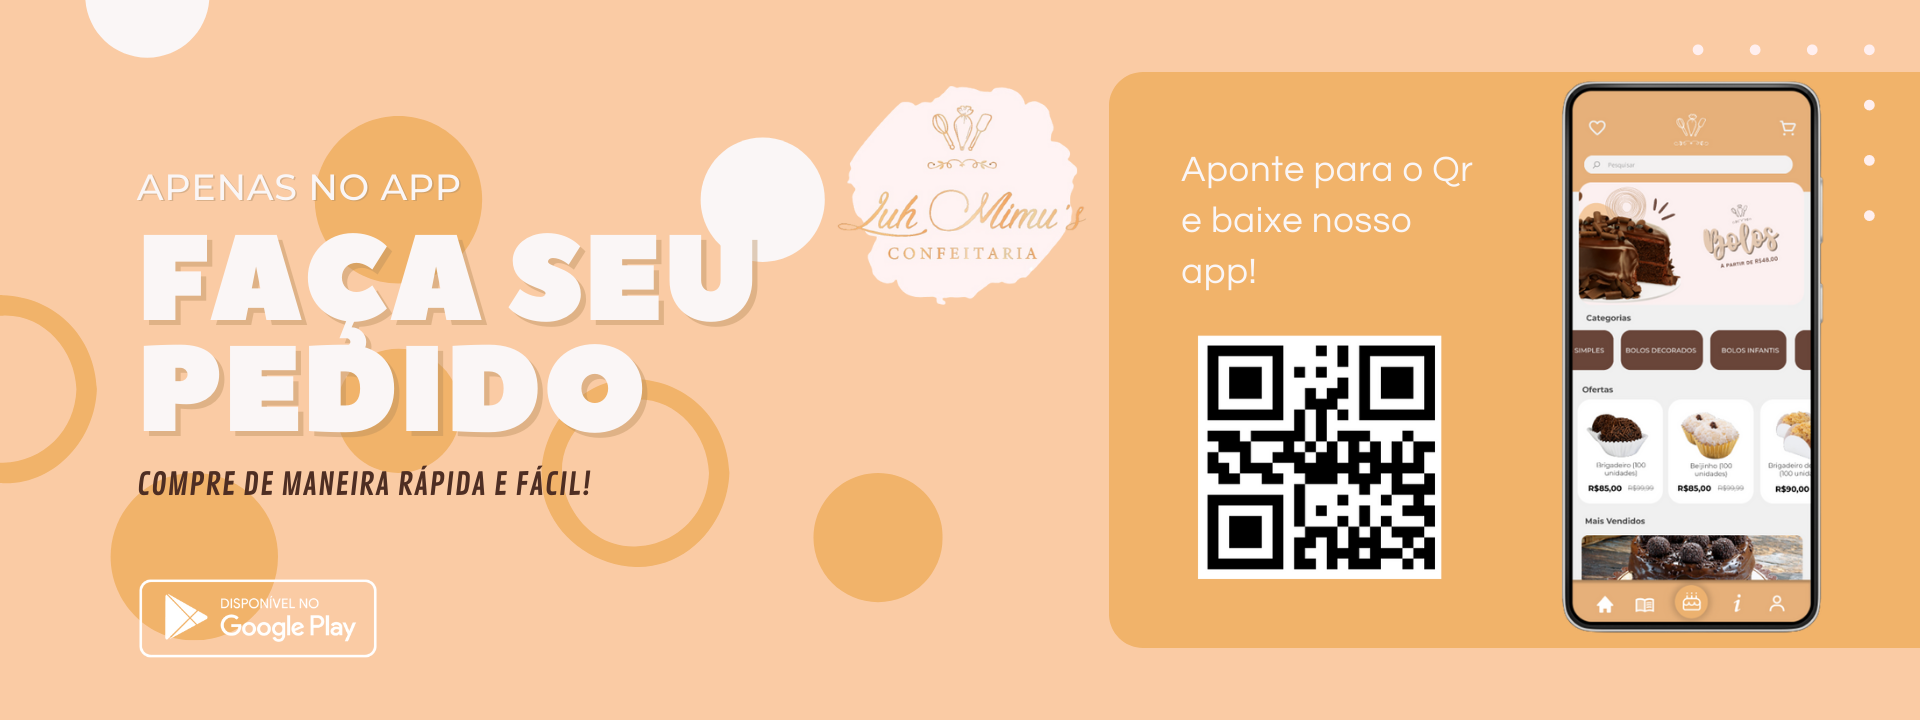 APENAS NO APP
FAÇA SEU
PEDIDO
COMPRE DE MANEIRA RÁPIDA E FÁCIL!
DISPONÍVEL NO
Google Play
Luh Mimu's
CONFEITARIA
Aponte para o Qr
e baixe nosso
app!
Pesquisar
Bolos
A PARTIR DE R$48,00
Categorias
SIMPLES BOLOS DECORADOS BOLOS INFANTIS
Ofertas
Brigadeiro (100 Beijinho (100 Brigadeiro d
unidades) unidades) (100 unid
R$85,00 R$99,99 R$85,00 R$99,99 R$90,00
Mais Vendidos
i